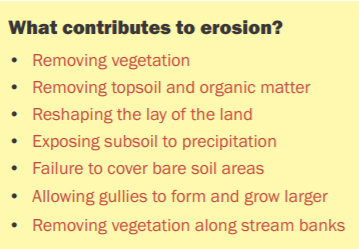 What contributes to erosion?
• Removing vegetation
• Removing topsoil and organic matter
• Reshaping the lay of the land
• Exposing subsoil to precipitation
• Failure to cover bare soil areas
• Allowing gullies to form and grow larger
• Removing vegetation along stream banks